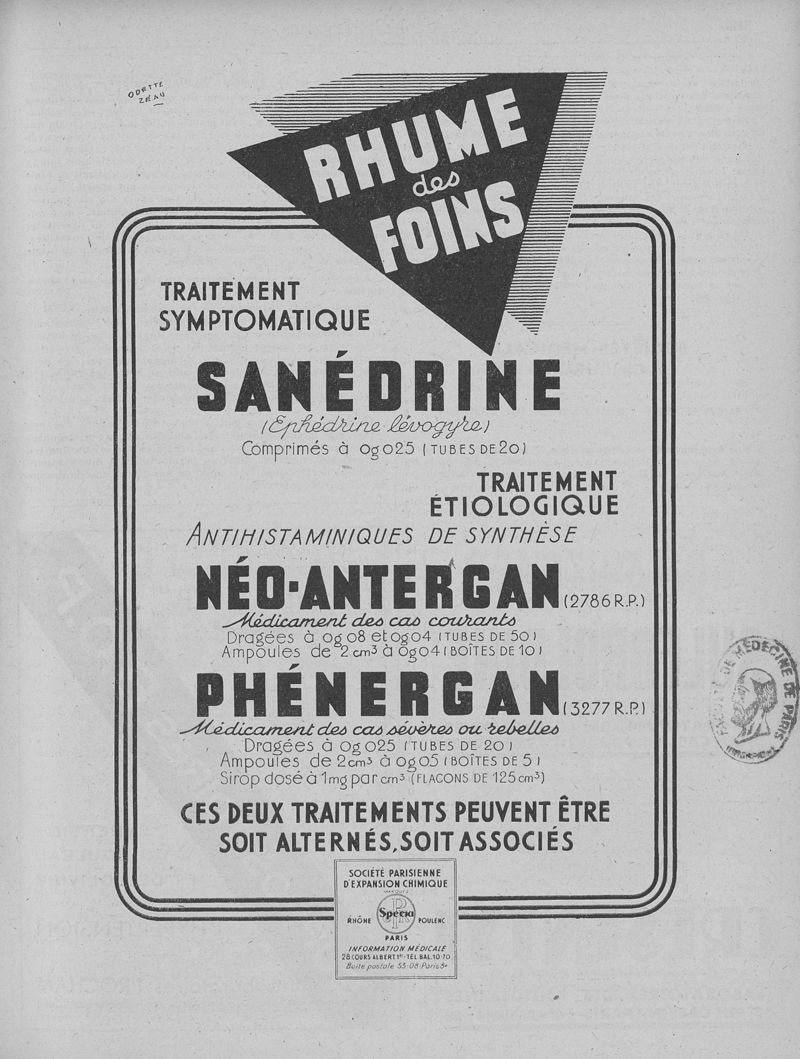 ODETTE
ZÉAU
RHUME
des
FOINS
TRAITEMENT
SYMPTOMATIQUE
SANÉDRINE
(Ephédrine lévogyre)
Comprimés à 0g025 (TUBES DE 20)
TRAITEMENT
ÉTIOLOGIQUE
ANTIHISTAMINIQUES DE SYNTHÈSE
NÉO-ANTERGAN (2786 R.P.)
Médicament des cas courants
Dragées à 0g08 et 0g04 (TUBES DE 50)
Ampoules de 2 cm³ à 0g04 (BOÎTES DE 10)
PHÉNERGAN (3277 R.P.)
Médicament des cas sévères ou rebelles
Dragées à 0g025 (TUBES DE 20)
Ampoules de 2cm³ à 0g05 (BOÎTES DE 5)
Sirop dosé à 1mg par cm³ (FLACONS DE 125 cm³)
CES DEUX TRAITEMENTS PEUVENT ÊTRE
SOIT ALTERNÉS, SOIT ASSOCIÉS
FACULTÉ DE MÉDECINE DE PARIS
SOCIÉTÉ PARISIENNE
D'EXPANSION CHIMIQUE
MARQUES
Spécia
RHÔNE POULENC
PARIS
INFORMATION MÉDICALE
28, COURS ALBERT 1ᵉʳ - TÉL. BAL. 10-70
Boîte postale 53-08-Paris 8ᵉ